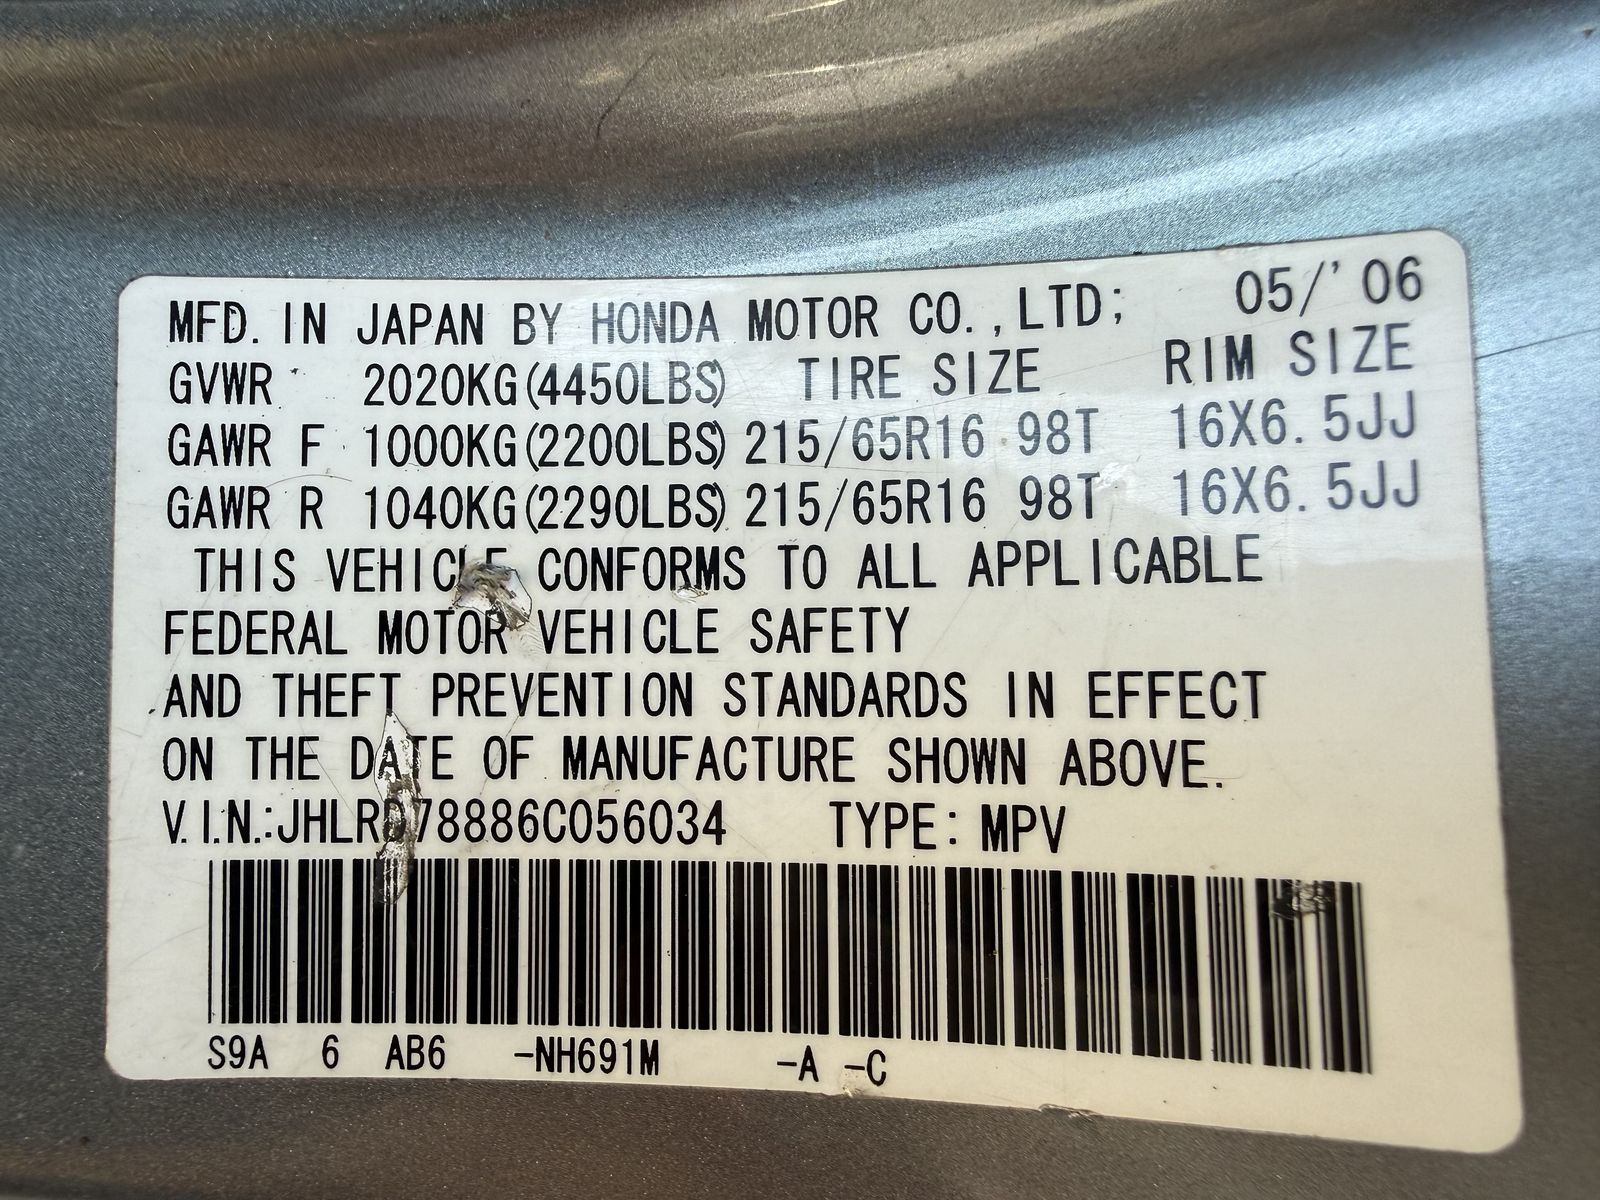 MFD. IN JAPAN BY HONDA MOTOR CO., LTD; 05/'06
GVWR 2020KG(4450LBS) TIRE SIZE RIM SIZE
GAWR F 1000KG(2200LBS) 215/65R16 98T 16X6.5JJ
GAWR R 1040KG(2290LBS) 215/65R16 98T 16X6.5JJ
THIS VEHICLE CONFORMS TO ALL APPLICABLE
FEDERAL MOTOR VEHICLE SAFETY
AND THEFT PREVENTION STANDARDS IN EFFECT
ON THE DATE OF MANUFACTURE SHOWN ABOVE.
V.I.N.:JHLRD78886C056034 TYPE: MPV
S9A 6 AB6 -NH691M -A -C